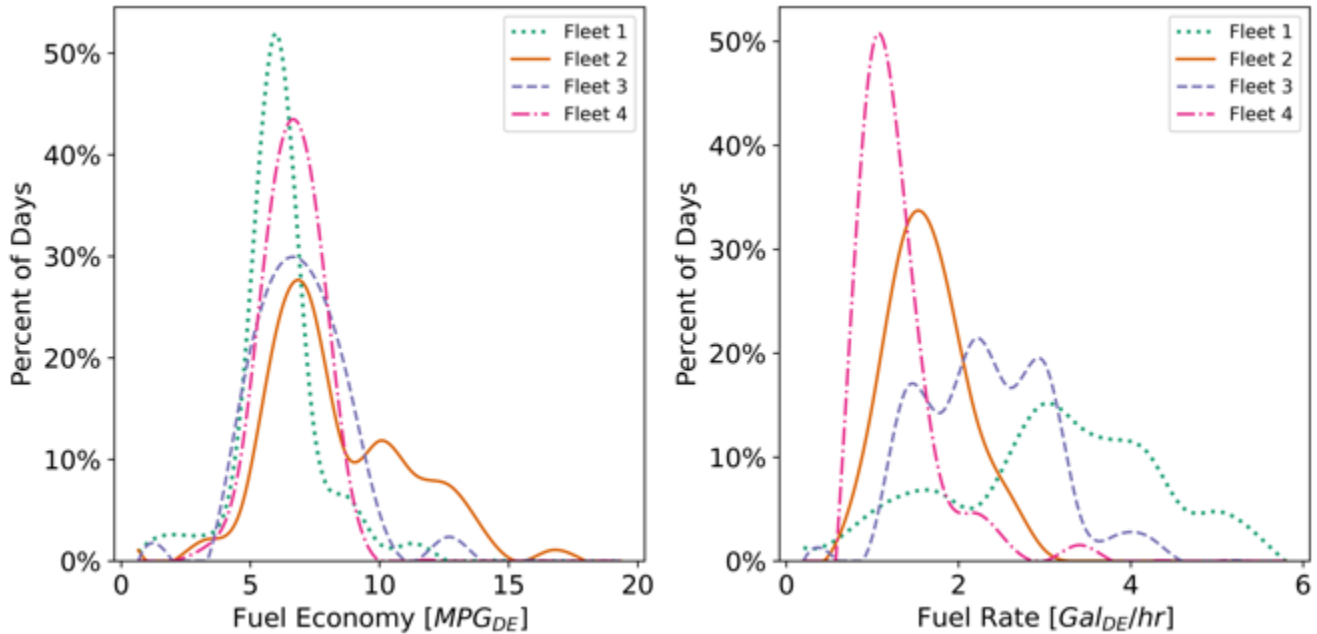 Percent of Days
50%
40%
30%
20%
10%
0%
0
5
10
15
20
Fuel Economy [MPG_DE]
Fleet 1
Fleet 2
Fleet 3
Fleet 4
Percent of Days
50%
40%
30%
20%
10%
0%
0
2
4
6
Fuel Rate [Gal_DE/hr]
Fleet 1
Fleet 2
Fleet 3
Fleet 4